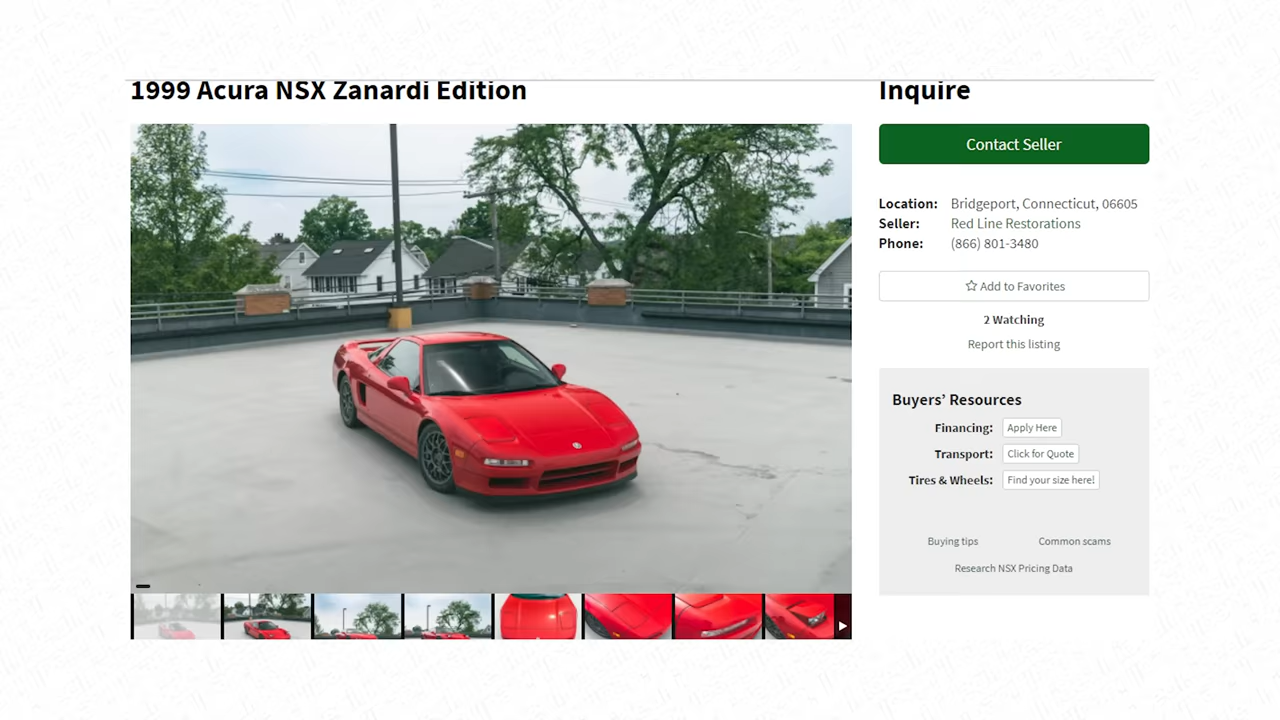 1999 Acura NSX Zanardi Edition
Inquire
Contact Seller
Location: Bridgeport, Connecticut, 06605
Seller: Red Line Restorations
Phone: (866) 801-3480
☆ Add to Favorites
2 Watching
Report this listing
Buyers’ Resources
Financing: Apply Here
Transport: Click for Quote
Tires & Wheels: Find your size here!
Buying tips
Common scams
Research NSX Pricing Data